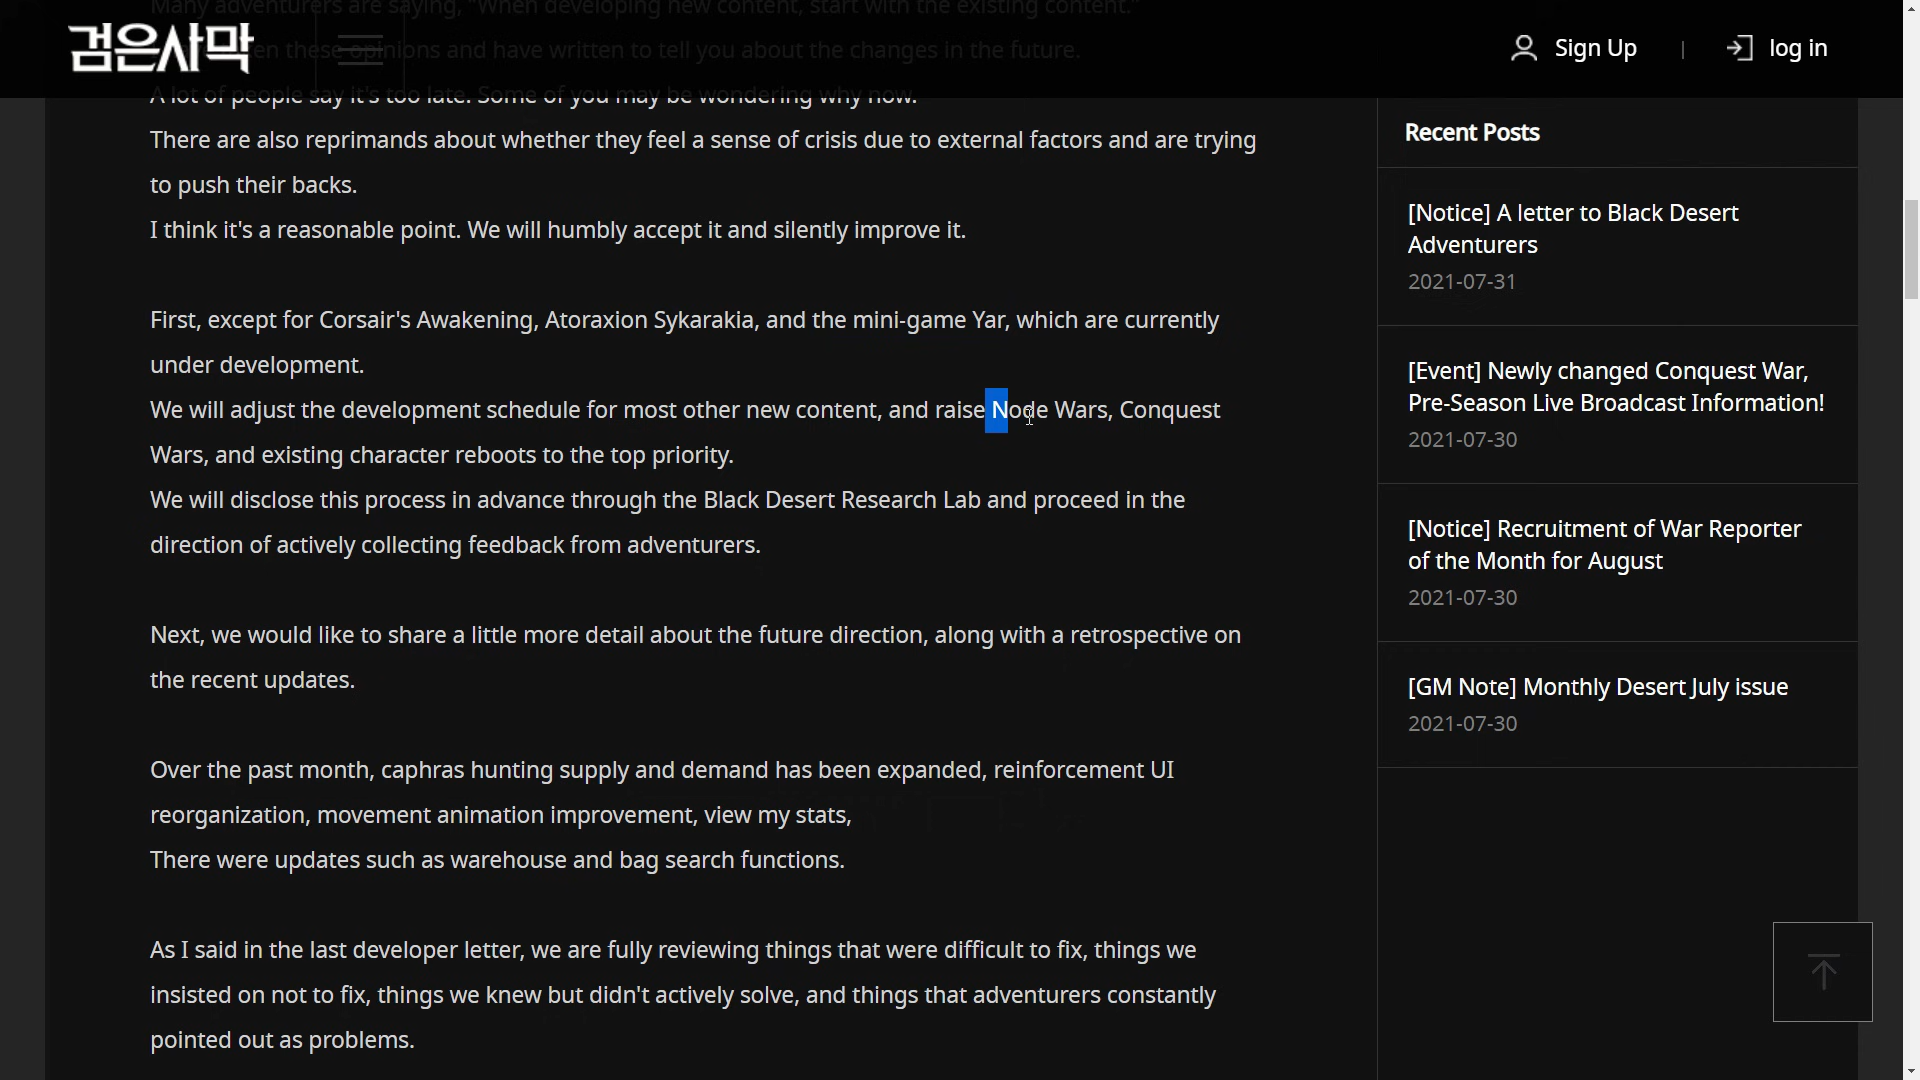 Many adventurers are saying, "When developing new content, start with the existing content."
검은사막
these opinions and have written to tell you about the changes in the future.
Sign Up
log in
A lot of people say it's too late. Some of you may be wondering why now.
There are also reprimands about whether they feel a sense of crisis due to external factors and are trying
to push their backs.
I think it's a reasonable point. We will humbly accept it and silently improve it.
First, except for Corsair's Awakening, Atoraxion Sykarakia, and the mini-game Yar, which are currently
under development.
We will adjust the development schedule for most other new content, and raise Node Wars, Conquest
Wars, and existing character reboots to the top priority.
We will disclose this process in advance through the Black Desert Research Lab and proceed in the
direction of actively collecting feedback from adventurers.
Next, we would like to share a little more detail about the future direction, along with a retrospective on
the recent updates.
Over the past month, caphras hunting supply and demand has been expanded, reinforcement UI
reorganization, movement animation improvement, view my stats,
There were updates such as warehouse and bag search functions.
As I said in the last developer letter, we are fully reviewing things that were difficult to fix, things we
insisted on not to fix, things we knew but didn't actively solve, and things that adventurers constantly
pointed out as problems.
Recent Posts
[Notice] A letter to Black Desert
Adventurers
2021-07-31
[Event] Newly changed Conquest War,
Pre-Season Live Broadcast Information!
2021-07-30
[Notice] Recruitment of War Reporter
of the Month for August
2021-07-30
[GM Note] Monthly Desert July issue
2021-07-30